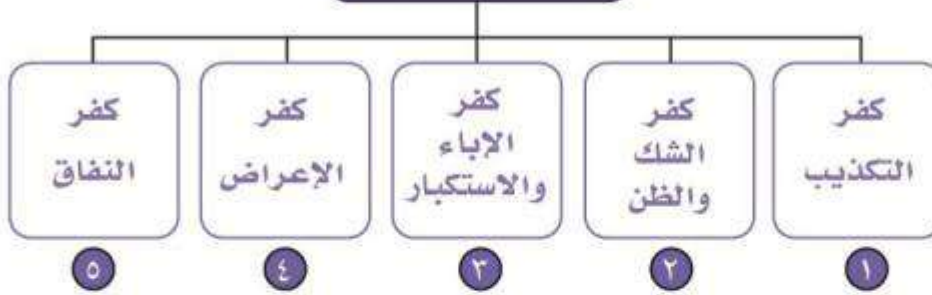 كفر
التكذيب
١
كفر
الشك
والظن
٢
كفر
الإباء
والاستكبار
٣
كفر
الإعراض
٤
كفر
النفاق
٥